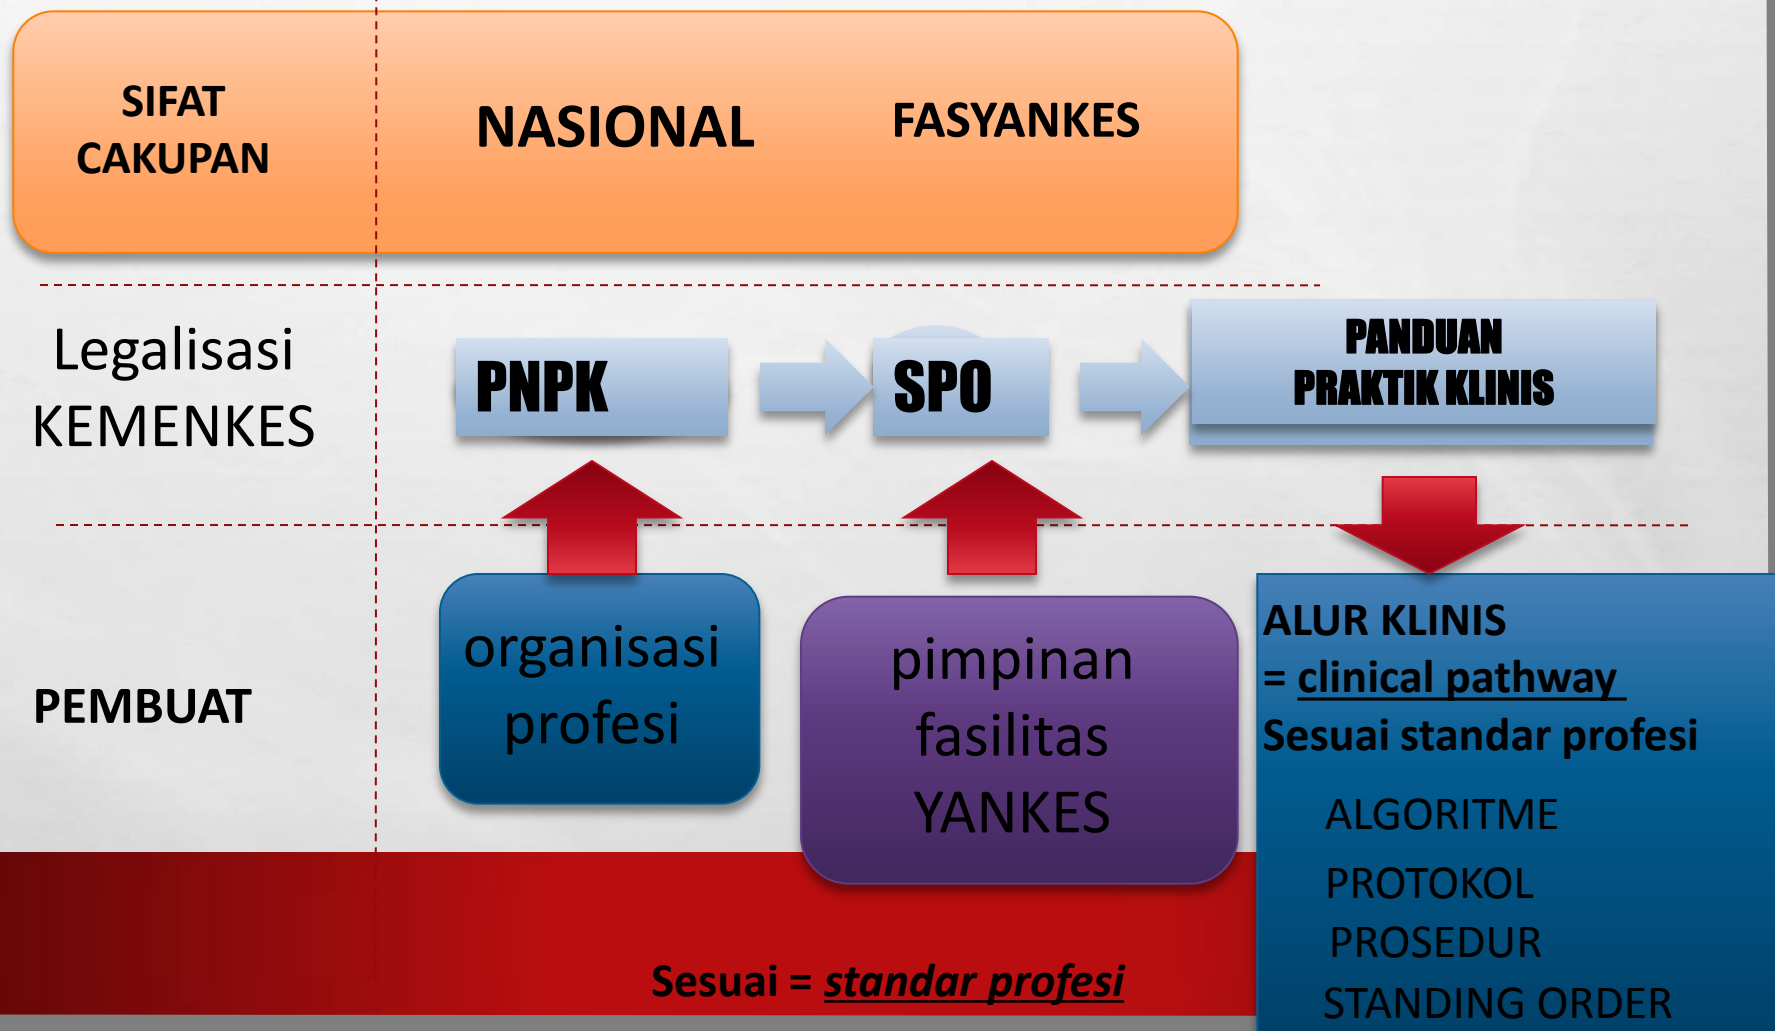 SIFAT
CAKUPAN
NASIONAL
FASYANKES
Legalisasi
KEMENKES
PNPK
SPO
PANDUAN
PRAKTIK KLINIS
PEMBUAT
organisasi
profesi
pimpinan
fasilitas
YANKES
ALUR KLINIS
= clinical pathway
Sesuai standar profesi
ALGORITME
PROTOKOL
PROSEDUR
STANDING ORDER
Sesuai = standar profesi